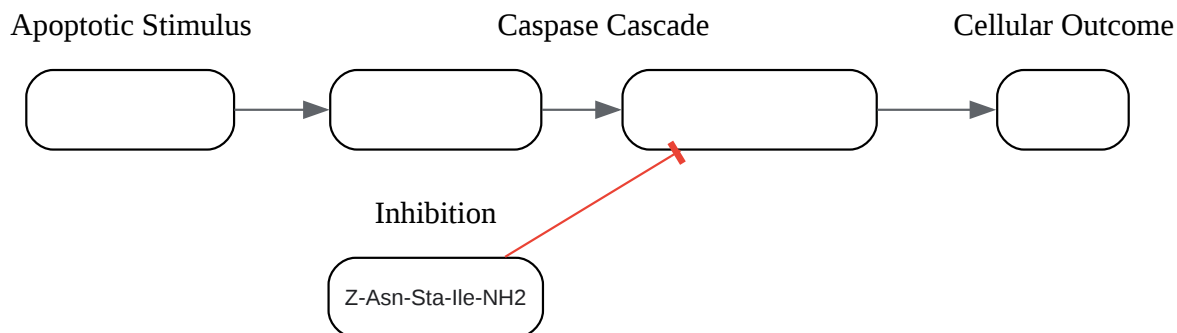 Apoptotic Stimulus
Caspase Cascade
Cellular Outcome
Inhibition
Z-Asn-Sta-Ile-NH2